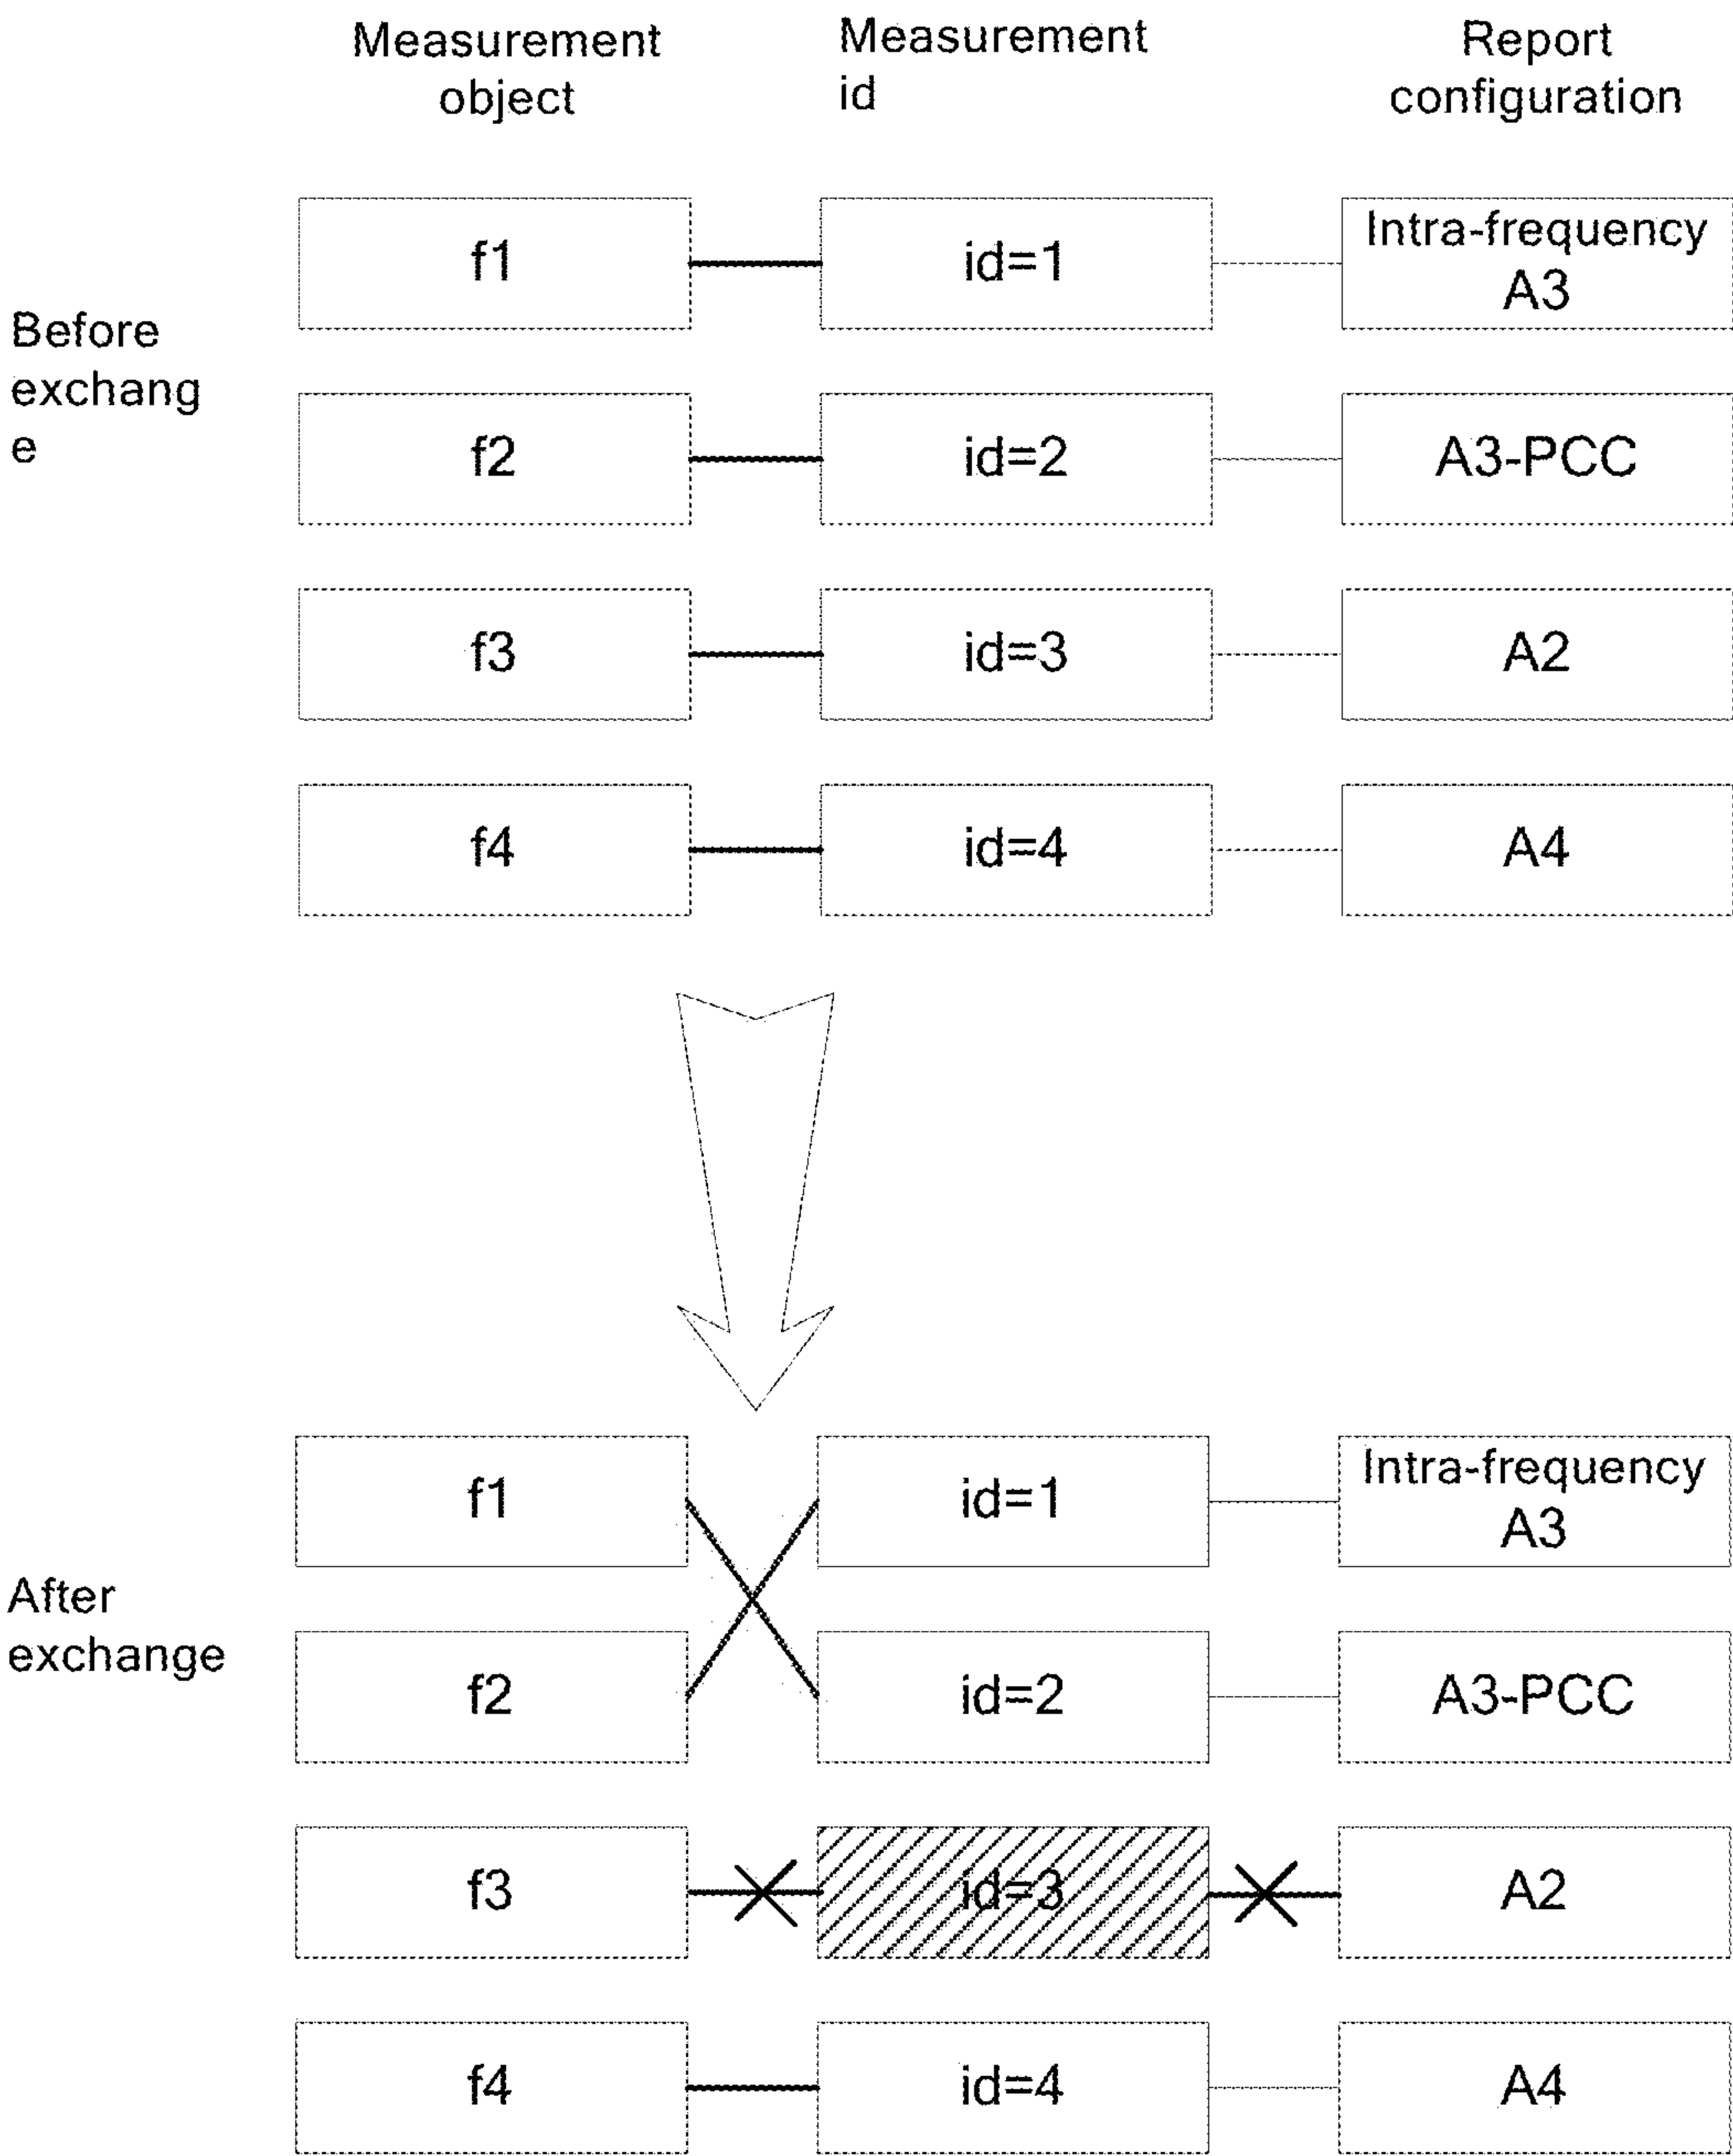 Measurement
object
Measurement
id
Report
configuration
Before
exchang
e
f1
id=1
Intra-frequency
A3
f2
id=2
A3-PCC
f3
id=3
A2
f4
id=4
A4
After
exchange
f1
id=1
Intra-frequency
A3
f2
id=2
A3-PCC
f3
id=3
A2
f4
id=4
A4